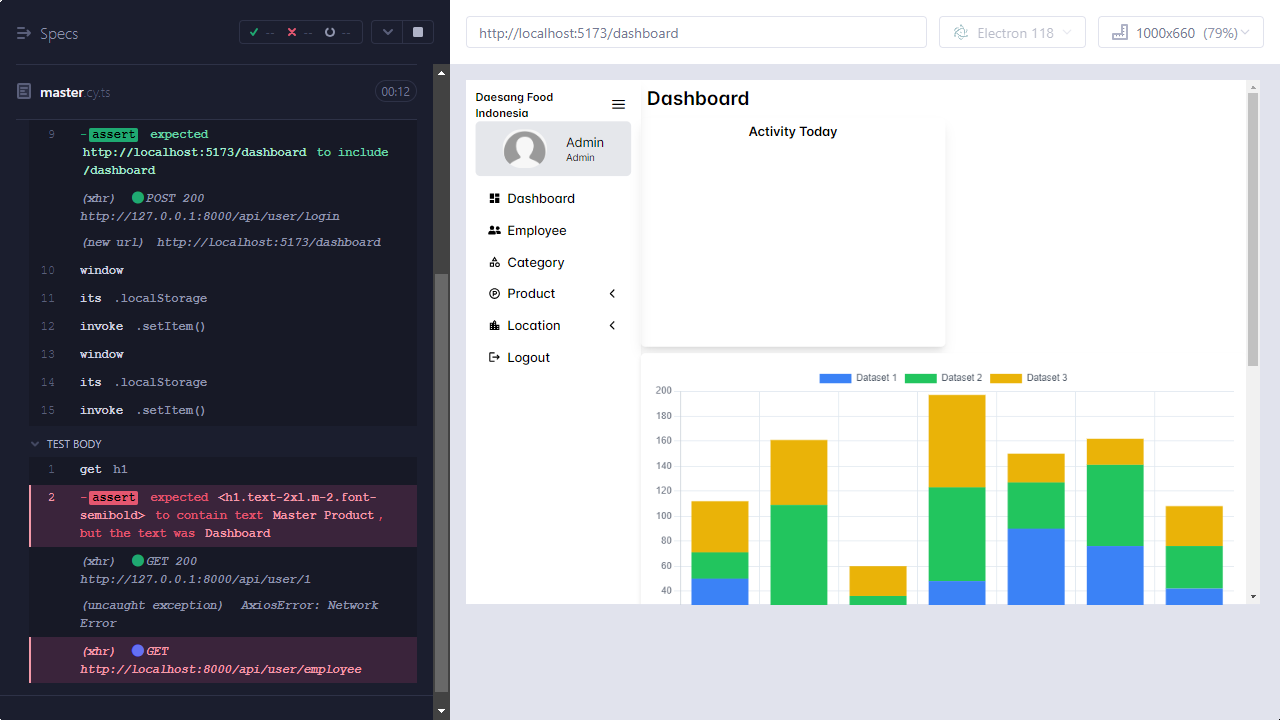 Specs
--
--
--
master.cy.ts
00:12
9 -assert expected
http://localhost:5173/dashboard to include
/dashboard
(xhr) POST 200
http://127.0.0.1:8000/api/user/login
(new url) http://localhost:5173/dashboard
10 window
11 its .localStorage
12 invoke .setItem()
13 window
14 its .localStorage
15 invoke .setItem()
TEST BODY
1 get h1
2 -assert expected <h1.text-2xl.m-2.font-
semibold> to contain text Master Product,
but the text was Dashboard
(xhr) GET 200
http://127.0.0.1:8000/api/user/1
(uncaught exception) AxiosError: Network
Error
(xhr) GET
http://localhost:8000/api/user/employee
http://localhost:5173/dashboard
Electron 118
1000x660 (79%)
Daesang Food
Indonesia
Admin
Admin
Dashboard
Employee
Category
Product
Location
Logout
Dashboard
Activity Today
Dataset 1 Dataset 2 Dataset 3
200
180
160
140
120
100
80
60
40